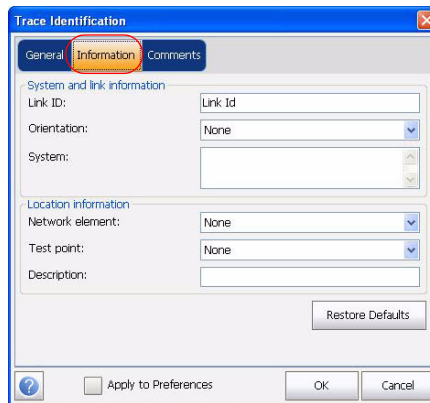 Trace Identification
General Information Comments
System and link information
Link ID: Link Id
Orientation: None
System:
Location information
Network element: None
Test point: None
Description:
Restore Defaults
? Apply to Preferences OK Cancel